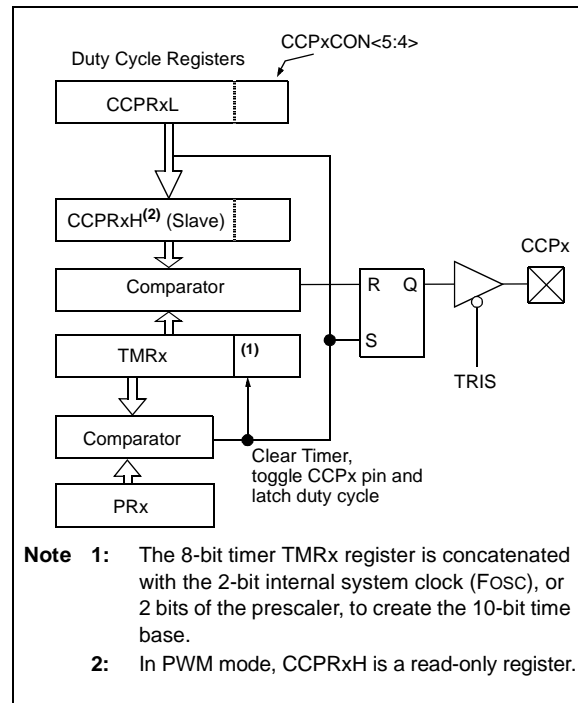 CCPxCON<5:4>
Duty Cycle Registers
CCPRxL
CCPRxH(2) (Slave)
CCPx
Comparator
R Q
TMRx (1)
S
TRIS
Comparator
Clear Timer,
toggle CCPx pin and
latch duty cycle
PRx
Note 1: The 8-bit timer TMRx register is concatenated
with the 2-bit internal system clock (FOSC), or
2 bits of the prescaler, to create the 10-bit time
base.
2: In PWM mode, CCPRxH is a read-only register.